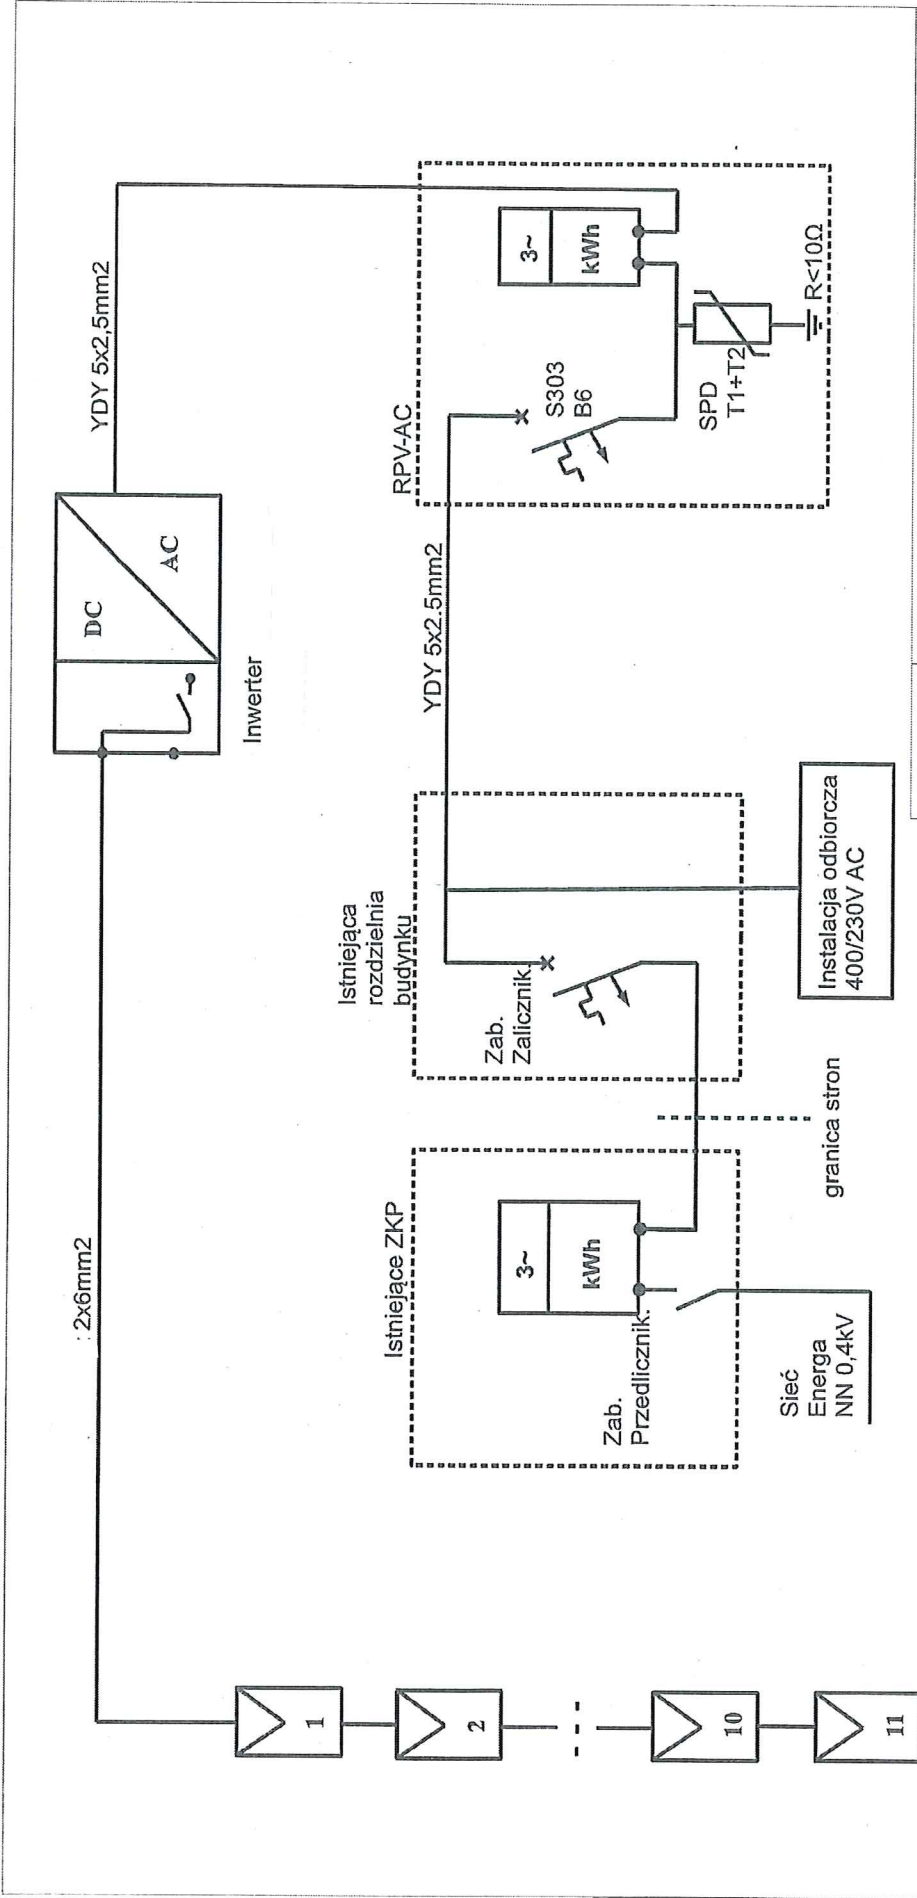 : 2x6mm2
DC
AC
Inwerter
YDY 5x2,5mm2
1
2
10
11
Istniejące ZKP
3~
kWh
Zab.
Przedlicznik.
Sieć
Energa
NN 0,4kV
granica stron
Istniejąca
rozdzielnia
budynku
Zab.
Zalicznik.
Instalacja odbiorcza
400/230V AC
YDY 5x2.5mm2
RPV-AC
S303
B6
3~
kWh
SPD
T1+T2
R<10Ω